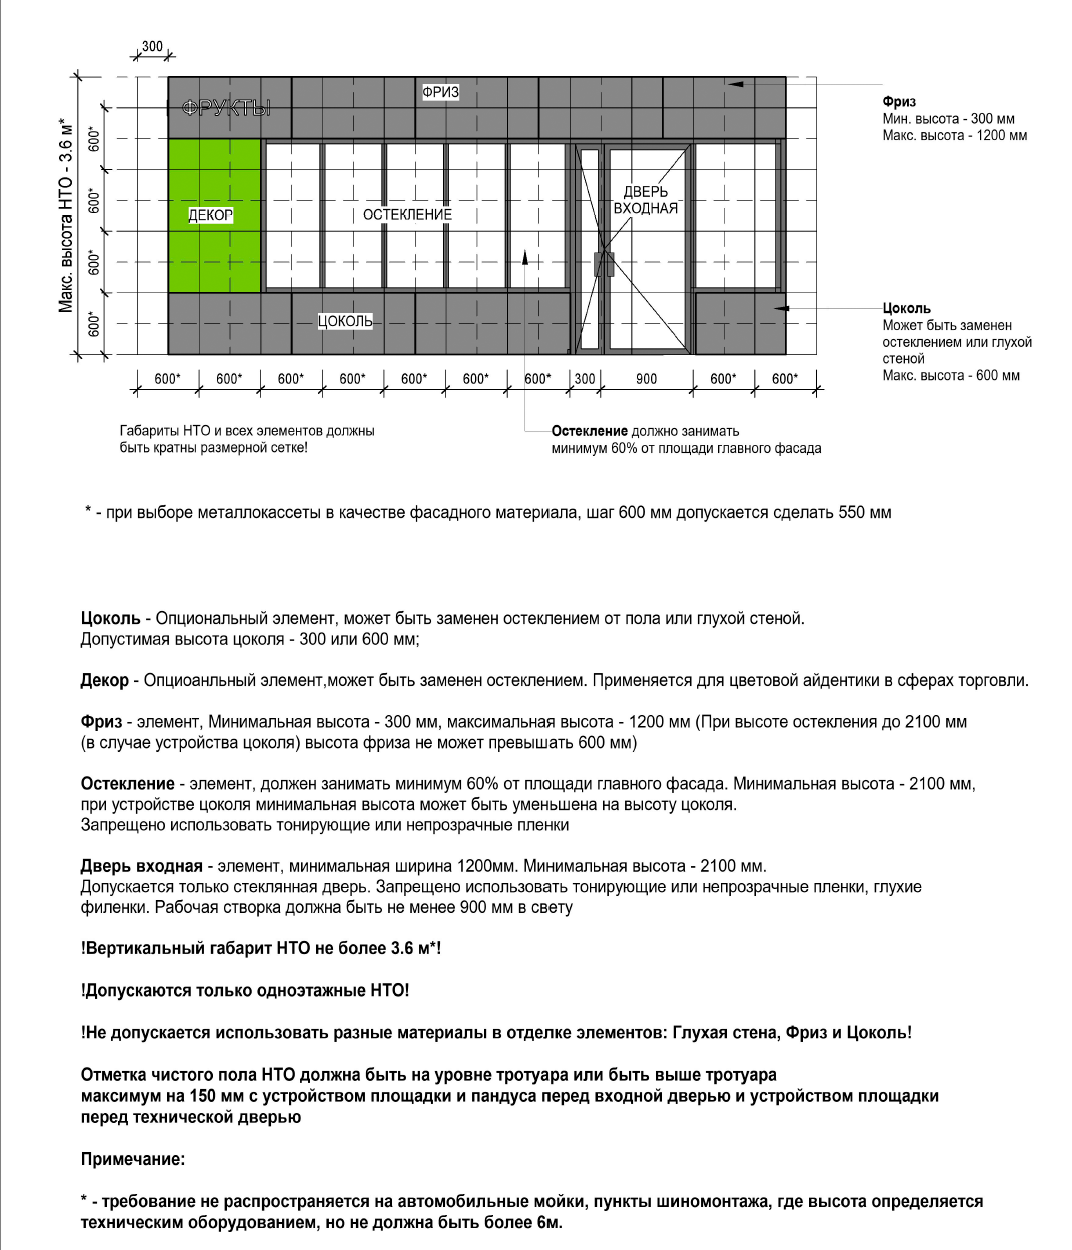 300
ФРИЗ
ФРУКТЫ
Фриз
Мин. высота - 300 мм
Макс. высота - 1200 мм
Макс. высота НТО - 3.6 м*
600*
600*
600*
600*
ДЕКОР
ОСТЕКЛЕНИЕ
ДВЕРЬ
ВХОДНАЯ
ЦОКОЛЬ
Цоколь
Может быть заменен
остеклением или глухой
стеной
Макс. высота - 600 мм
600* 600* 600* 600* 600* 600* 600* 300 900 600* 600*
Габариты НТО и всех элементов должны
быть кратны размерной сетке!
Остекление должно занимать
минимум 60% от площади главного фасада
* - при выборе металлокассеты в качестве фасадного материала, шаг 600 мм допускается сделать 550 мм
Цоколь - Опциональный элемент, может быть заменен остеклением от пола или глухой стеной.
Допустимая высота цоколя - 300 или 600 мм;
Декор - Опциоанльный элемент,может быть заменен остеклением. Применяется для цветовой айдентики в сферах торговли.
Фриз - элемент, Минимальная высота - 300 мм, максимальная высота - 1200 мм (При высоте остекления до 2100 мм
(в случае устройства цоколя) высота фриза не может превышать 600 мм)
Остекление - элемент, должен занимать минимум 60% от площади главного фасада. Минимальная высота - 2100 мм,
при устройстве цоколя минимальная высота может быть уменьшена на высоту цоколя.
Запрещено использовать тонирующие или непрозрачные пленки
Дверь входная - элемент, минимальная ширина 1200мм. Минимальная высота - 2100 мм.
Допускается только стеклянная дверь. Запрещено использовать тонирующие или непрозрачные пленки, глухие
филенки. Рабочая створка должна быть не менее 900 мм в свету
!Вертикальный габарит НТО не более 3.6 м*!
!Допускаются только одноэтажные НТО!
!Не допускается использовать разные материалы в отделке элементов: Глухая стена, Фриз и Цоколь!
Отметка чистого пола НТО должна быть на уровне тротуара или быть выше тротуара
максимум на 150 мм с устройством площадки и пандуса перед входной дверью и устройством площадки
перед технической дверью
Примечание:
* - требование не распространяется на автомобильные мойки, пункты шиномонтажа, где высота определяется
техническим оборудованием, но не должна быть более 6м.